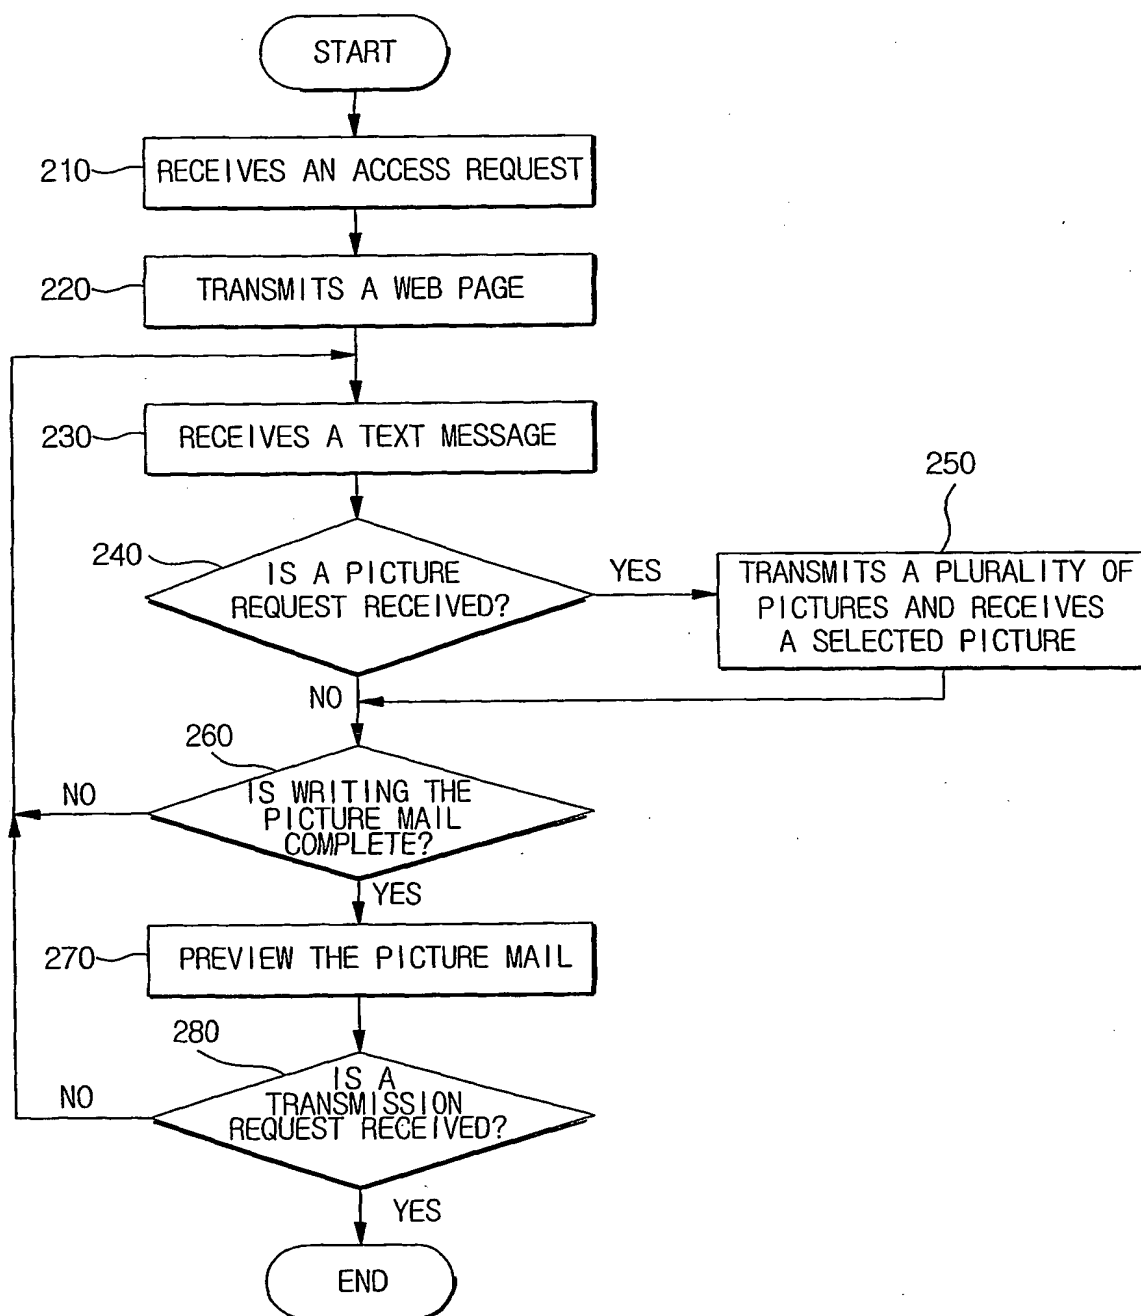 START
210
RECEIVES AN ACCESS REQUEST
220
TRANSMITS A WEB PAGE
230
RECEIVES A TEXT MESSAGE
250
240
IS A PICTURE
REQUEST RECEIVED?
YES
TRANSMITS A PLURALITY OF
PICTURES AND RECEIVES
A SELECTED PICTURE
NO
260
NO
IS WRITING THE
PICTURE MAIL
COMPLETE?
YES
270
PREVIEW THE PICTURE MAIL
280
NO
IS A
TRANSMISSION
REQUEST RECEIVED?
YES
END